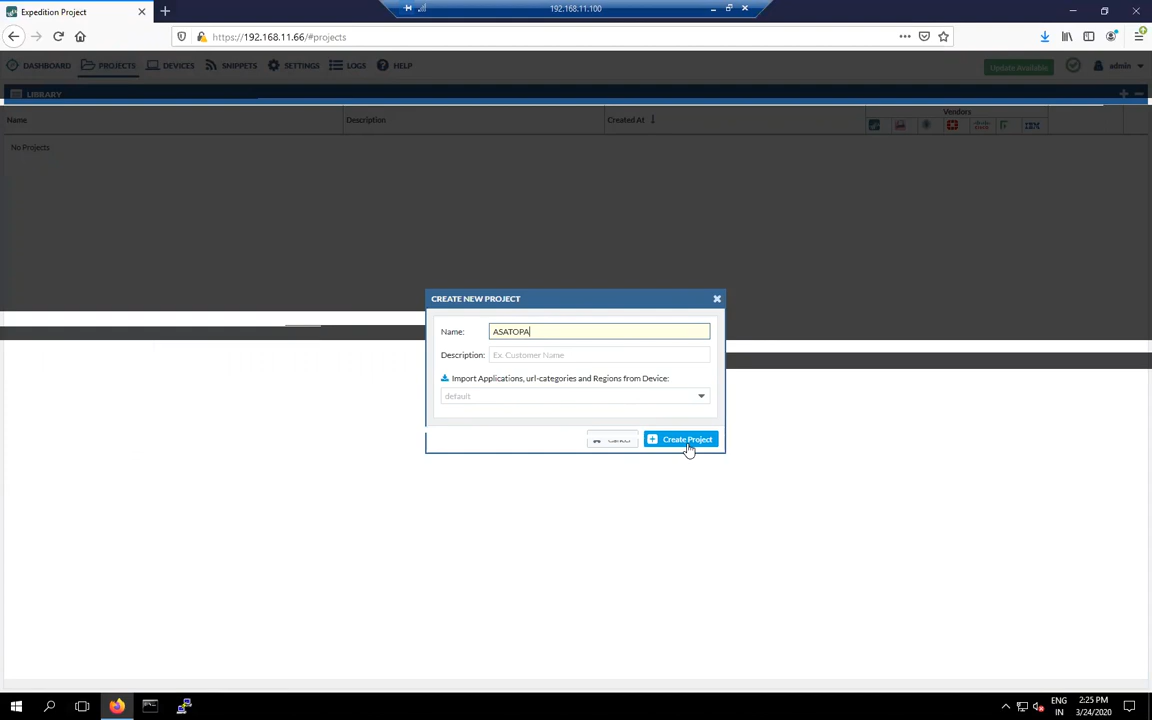 Expedition Project
192.168.11.100
https://192.168.11.66/#projects
DASHBOARD PROJECTS DEVICES SNIPPETS SETTINGS LOGS HELP Update Available admin
LIBRARY
Name Description Created At Vendors
IBM
No Projects
CREATE NEW PROJECT
Name: ASATOPA
Description: Ex. Customer Name
Import Applications, url-categories and Regions from Device:
default
Create Project
ENG 2:25 PM
IN 3/24/2020